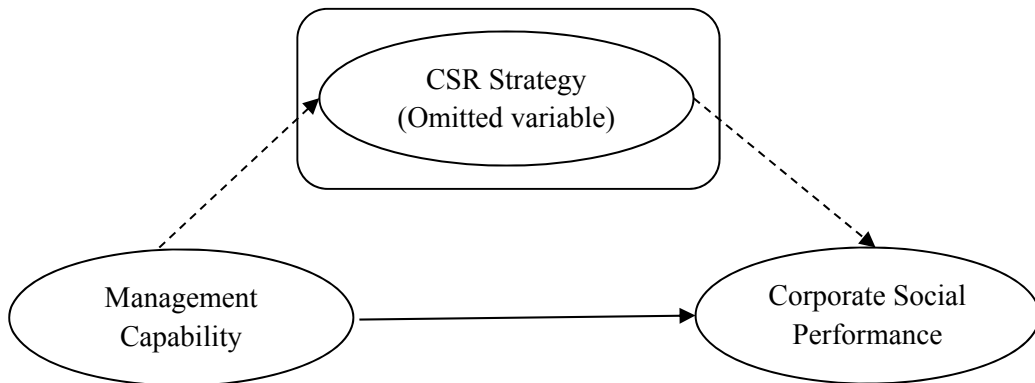 CSR Strategy
(Omitted variable)
Management
Capability
Corporate Social
Performance